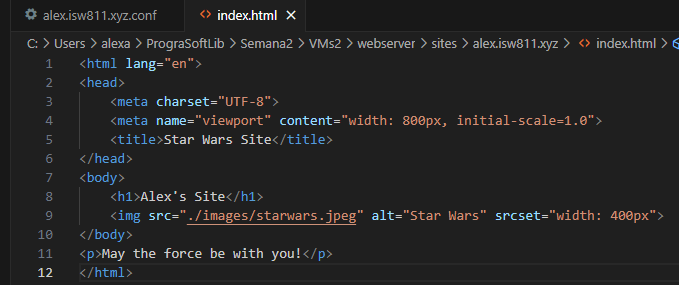 alex.isw811.xyz.conf
<> index.html ×
C: > Users > alexa > PrograSoftLib > Semana2 > VMs2 > webserver > sites > alex.isw811.xyz > <> index.html >
1 <html lang="en">
2 <head>
3     <meta charset="UTF-8">
4     <meta name="viewport" content="width: 800px, initial-scale=1.0">
5     <title>Star Wars Site</title>
6 </head>
7 <body>
8     <h1>Alex's Site</h1>
9     <img src="./images/starwars.jpeg" alt="Star Wars" srcset="width: 400px">
10 </body>
11 <p>May the force be with you!</p>
12 </html>